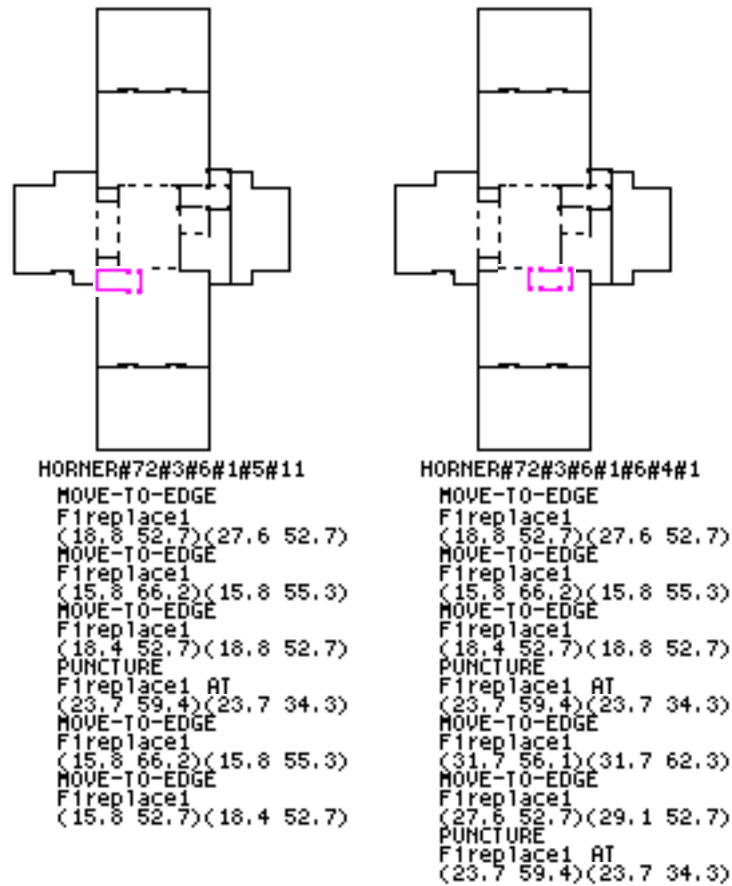 HORNER#72#3#6#1#5#11
MOVE-TO-EDGE
Fireplace1
(18.8 52.7)(27.6 52.7)
MOVE-TO-EDGE
Fireplace1
(15.8 66.2)(15.8 55.3)
MOVE-TO-EDGE
Fireplace1
(18.4 52.7)(18.8 52.7)
PUNCTURE
Fireplace1 AT
(23.7 59.4)(23.7 34.3)
MOVE-TO-EDGE
Fireplace1
(15.8 66.2)(15.8 55.3)
MOVE-TO-EDGE
Fireplace1
(15.8 52.7)(18.4 52.7)
HORNER#72#3#6#1#6#4#1
MOVE-TO-EDGE
Fireplace1
(18.8 52.7)(27.6 52.7)
MOVE-TO-EDGE
Fireplace1
(15.8 66.2)(15.8 55.3)
MOVE-TO-EDGE
Fireplace1
(18.4 52.7)(18.8 52.7)
PUNCTURE
Fireplace1 AT
(23.7 59.4)(23.7 34.3)
MOVE-TO-EDGE
Fireplace1
(31.7 56.1)(31.7 62.3)
MOVE-TO-EDGE
Fireplace1
(27.6 52.7)(29.1 52.7)
PUNCTURE
Fireplace1 AT
(23.7 59.4)(23.7 34.3)